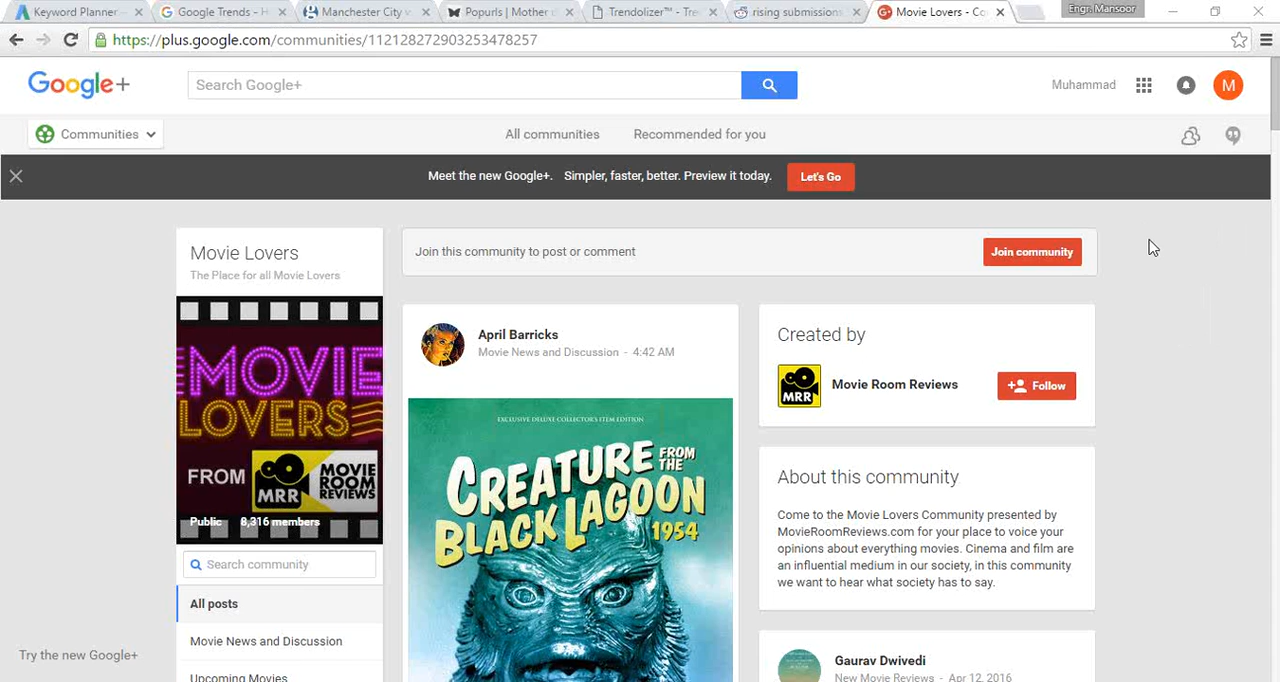 Keyword Planner
Google Trends - H
Manchester City v
Popurls | Mother
Trendolizer™ - Tre
rising submissions
Movie Lovers - Co
Engr. Mansoor
https://plus.google.com/communities/112128272903253478257
Google+
Search Google+
Muhammad
M
Communities
All communities
Recommended for you
Meet the new Google+. Simpler, faster, better. Preview it today.
Let's Go
Movie Lovers
The Place for all Movie Lovers
MOVIE
LOVERS
FROM
MRR
MOVIE
ROOM
REVIEWS
Public 8,316 members
Search community
All posts
Movie News and Discussion
Upcoming Movies
Try the new Google+
Join this community to post or comment
Join community
April Barricks
Movie News and Discussion - 4:42 AM
EXCLUSIVE DELUXE COLLECTOR'S ITEM EDITION
CREATURE FROM THE
BLACK LAGOON
1954
Created by
MRR
Movie Room Reviews
Follow
About this community
Come to the Movie Lovers Community presented by
MovieRoomReviews.com for your place to voice your
opinions about everything movies. Cinema and film are
an influential medium in our society, in this community
we want to hear what society has to say.
Gaurav Dwivedi
New Movie Reviews - Apr 12, 2016